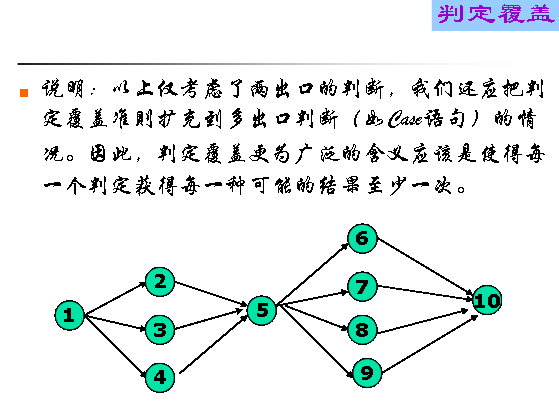 判定覆盖
说明：以上仅考虑了两出口的判断，我们还应把判
定覆盖准则扩充到多出口判断（如Case语句）的情
况。因此，判定覆盖更为广泛的含义应该是使得每
一个判定获得每一种可能的结果至少一次。
6
2
7
10
1
5
3
8
4
9